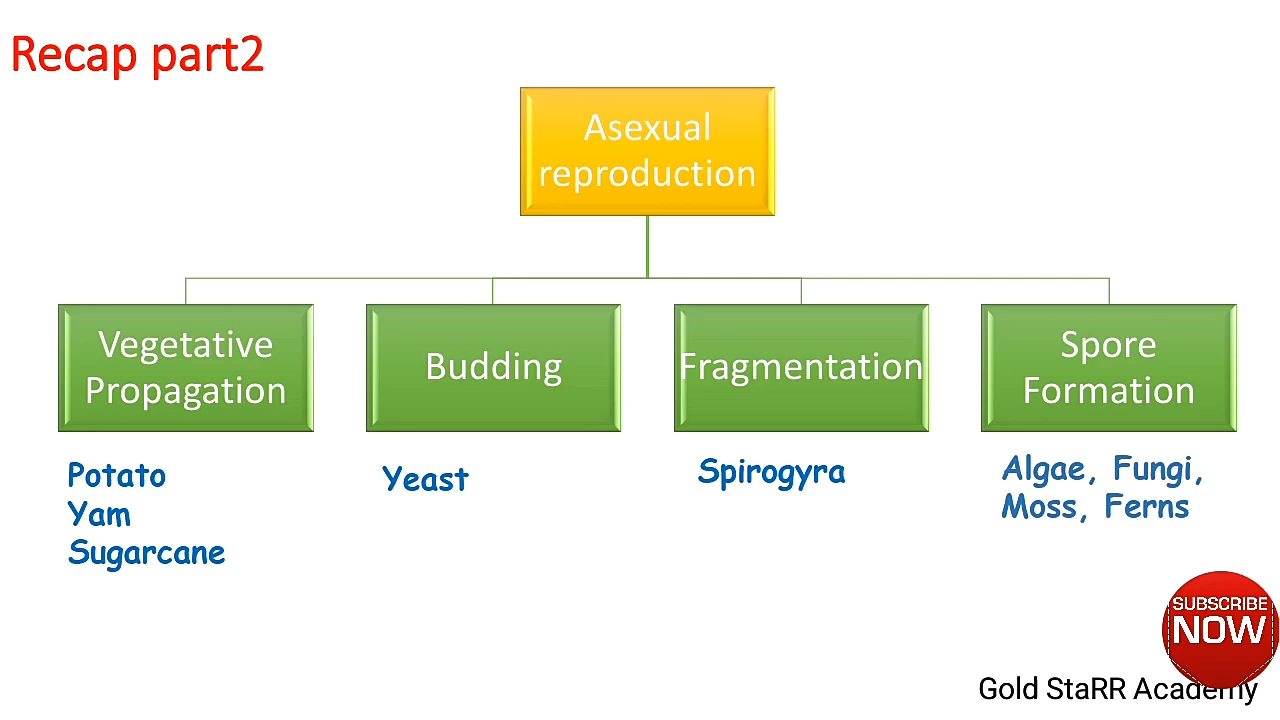 Recap part2
Asexual
reproduction
Vegetative
Propagation
Budding
Fragmentation
Spore
Formation
Potato
Yam
Sugarcane
Yeast
Spirogyra
Algae, Fungi,
Moss, Ferns
SUBSCRIBE
NOW
Gold StaRR Academy